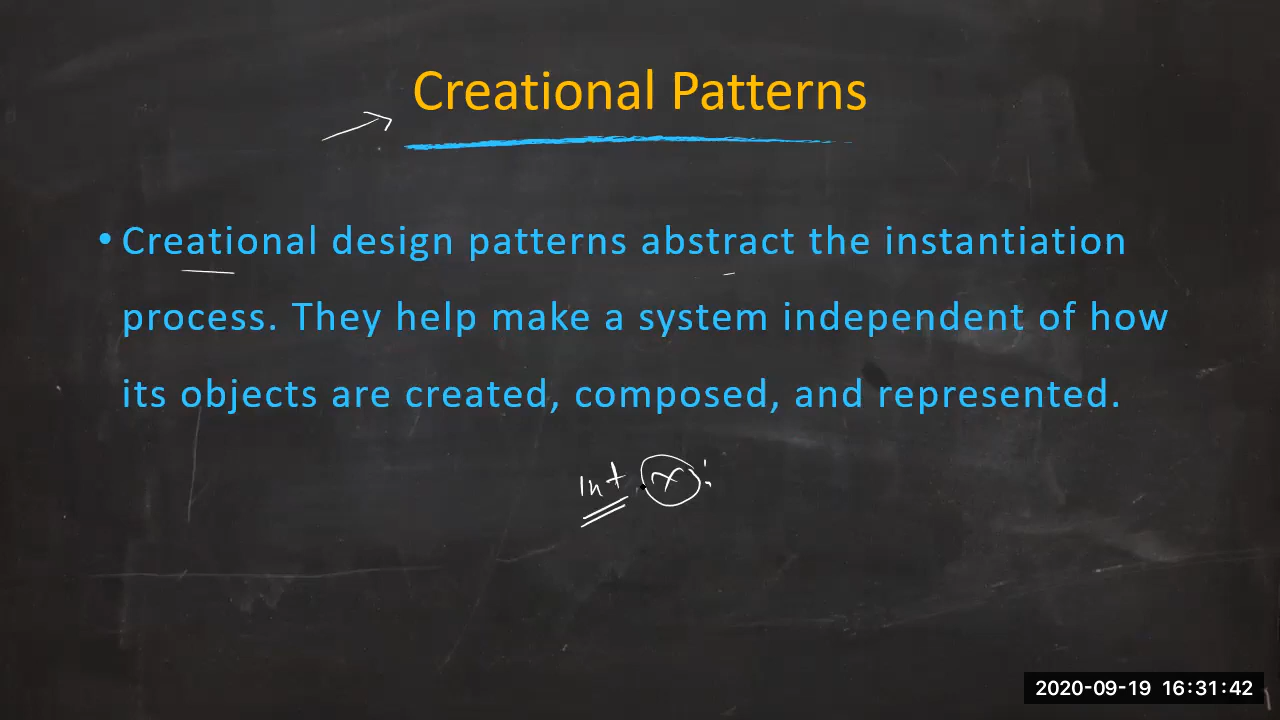 Creational Patterns
• Creational design patterns abstract the instantiation
process. They help make a system independent of how
its objects are created, composed, and represented.
int x;
2020-09-19 16:31:42